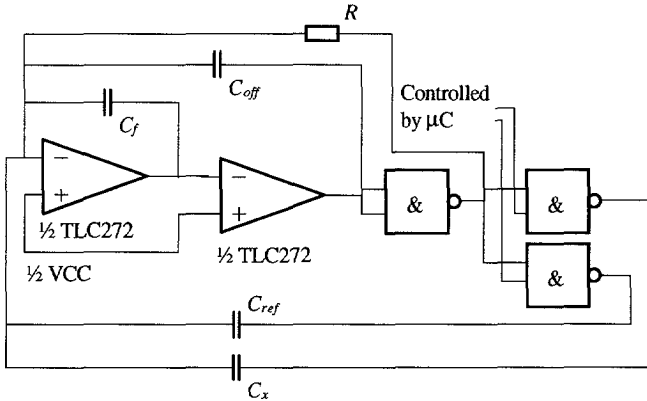 R
C_off
Controlled
by μC
C_f
−
+
−
+
&
&
&
½ TLC272
½ TLC272
½ VCC
C_ref
C_x